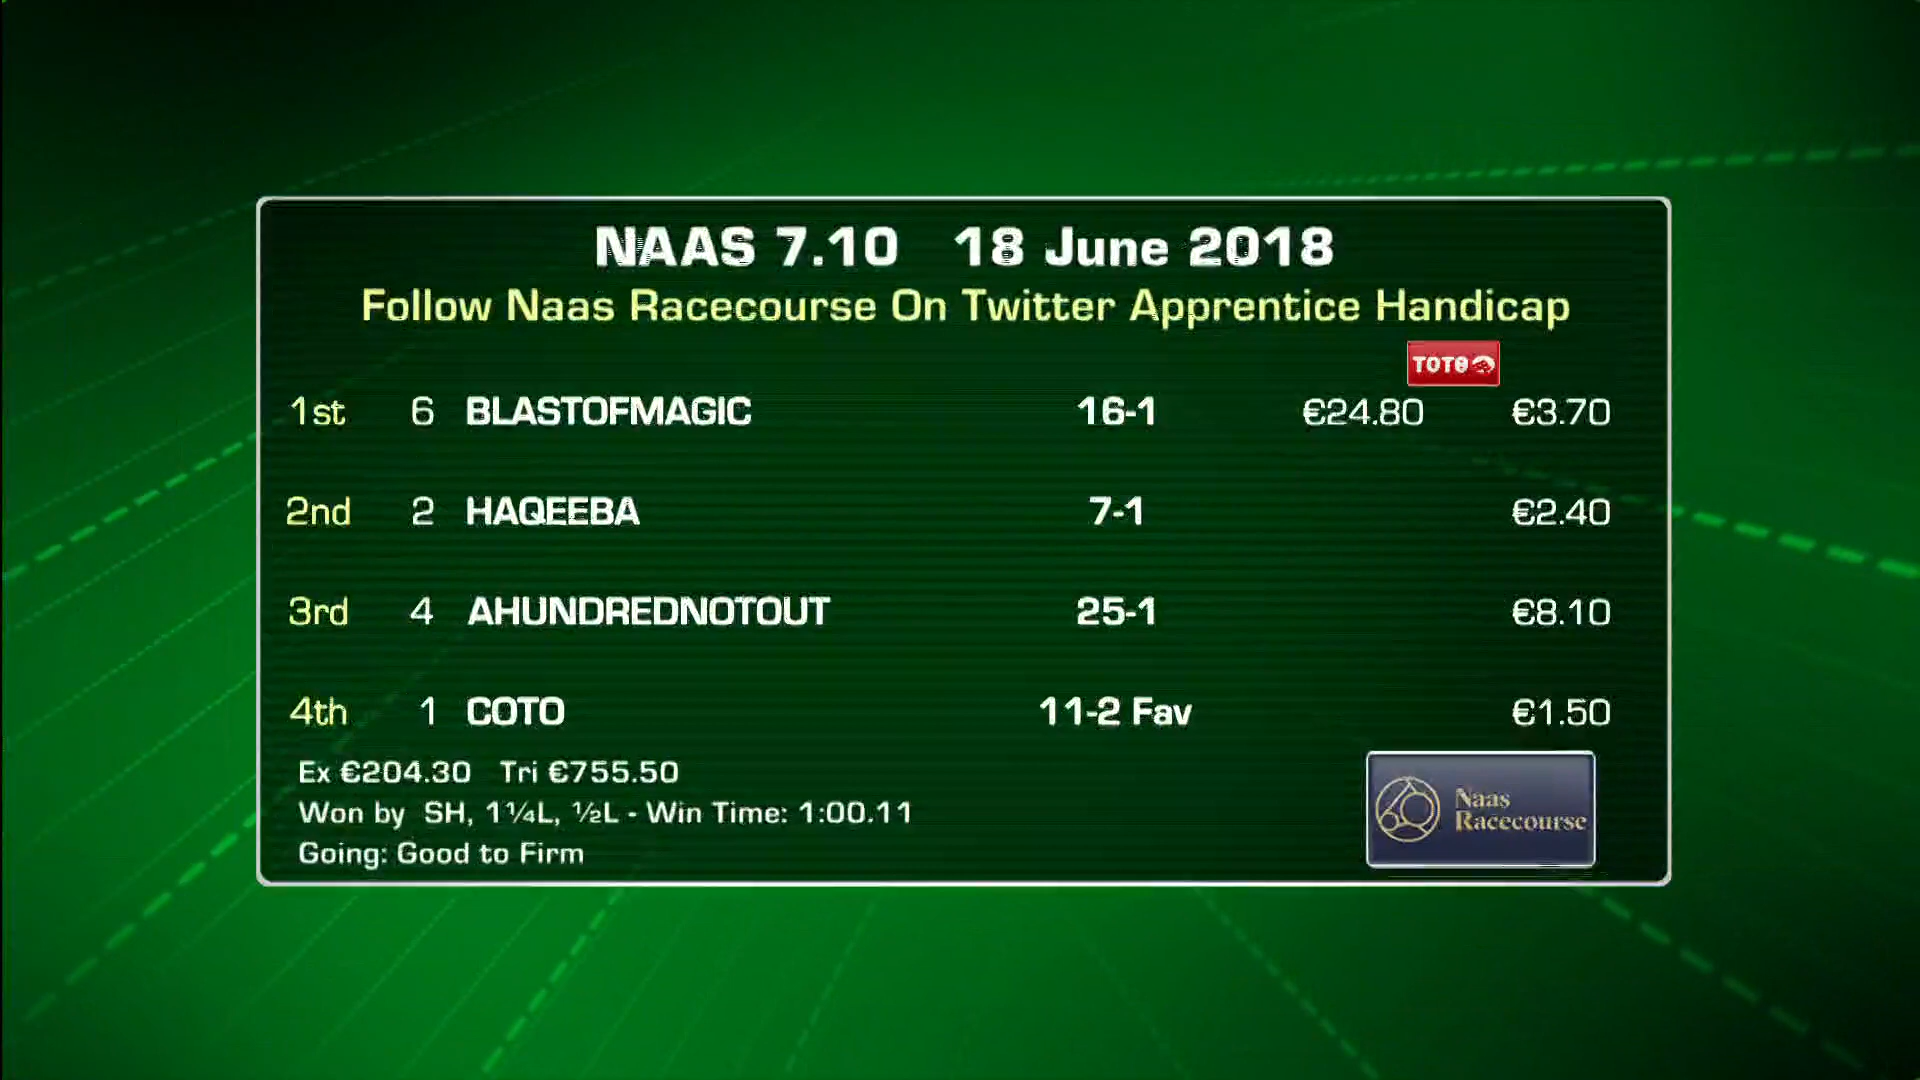 NAAS 7.10 18 June 2018
Follow Naas Racecourse On Twitter Apprentice Handicap
TOTE
1st 6 BLASTOFMAGIC 16-1 €24.80 €3.70
2nd 2 HAQEEBA 7-1 €2.40
3rd 4 AHUNDREDNOTOUT 25-1 €8.10
4th 1 COTO 11-2 Fav €1.50
Ex €204.30 Tri €755.50
Won by SH, 1¼L, ½L - Win Time: 1:00.11
Going: Good to Firm
Naas
Racecourse